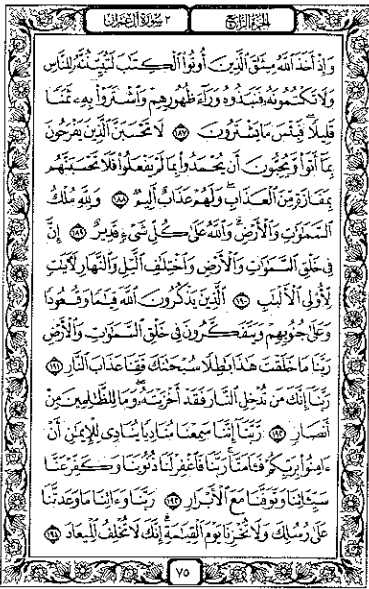 الجزء الرابع
٣ سورة آل عمران
وَإِذْ أَخَذَ ٱللَّهُ مِيثَٰقَ ٱلَّذِينَ أُوتُوا۟ ٱلْكِتَٰبَ لَتُبَيِّنُنَّهُۥ لِلنَّاسِ
وَلَا تَكْتُمُونَهُۥ فَنَبَذُوهُ وَرَآءَ ظُهُورِهِمْ وَٱشْتَرَوْا۟ بِهِۦ ثَمَنًا
قَلِيلًا ۖ فَبِئْسَ مَا يَشْتَرُونَ ١٨٧ لَا تَحْسَبَنَّ ٱلَّذِينَ يَفْرَحُونَ
بِمَآ أَتَوا۟ وَّيُحِبُّونَ أَن يُحْمَدُوا۟ بِمَا لَمْ يَفْعَلُوا۟ فَلَا تَحْسَبَنَّهُم
بِمَفَازَةٍ مِّنَ ٱلْعَذَابِ ۖ وَلَهُمْ عَذَابٌ أَلِيمٌ ١٨٨ وَلِلَّهِ مُلْكُ
ٱلسَّمَٰوَٰتِ وَٱلْأَرْضِ ۗ وَٱللَّهُ عَلَىٰ كُلِّ شَىْءٍ قَدِيرٌ ١٨٩ إِنَّ
فِى خَلْقِ ٱلسَّمَٰوَٰتِ وَٱلْأَرْضِ وَٱخْتِلَٰفِ ٱلَّيْلِ وَٱلنَّهَارِ لَـَٔايَٰتٍ
لِّأُو۟لِى ٱلْأَلْبَٰبِ ١٩٠ ٱلَّذِينَ يَذْكُرُونَ ٱللَّهَ قِيَٰمًا وَقُعُودًا
وَعَلَىٰ جُنُوبِهِمْ وَيَتَفَكَّرُونَ فِى خَلْقِ ٱلسَّمَٰوَٰتِ وَٱلْأَرْضِ
رَبَّنَا مَا خَلَقْتَ هَٰذَا بَٰطِلًا سُبْحَٰنَكَ فَقِنَا عَذَابَ ٱلنَّارِ ١٩١
رَبَّنَآ إِنَّكَ مَن تُدْخِلِ ٱلنَّارَ فَقَدْ أَخْزَيْتَهُۥ ۖ وَمَا لِلظَّٰلِمِينَ مِنْ
أَنصَارٍ ١٩٢ رَّبَّنَآ إِنَّنَا سَمِعْنَا مُنَادِيًا يُنَادِى لِلْإِيمَٰنِ أَنْ
ءَامِنُوا۟ بِرَبِّكُمْ فَـَٔامَنَّا ۚ رَبَّنَا فَٱغْفِرْ لَنَا ذُنُوبَنَا وَكَفِّرْ عَنَّا
سَيِّـَٔاتِنَا وَتَوَفَّنَا مَعَ ٱلْأَبْرَارِ ١٩٣ رَبَّنَا وَءَاتِنَا مَا وَعَدتَّنَا
عَلَىٰ رُسُلِكَ وَلَا تُخْزِنَا يَوْمَ ٱلْقِيَٰمَةِ ۗ إِنَّكَ لَا تُخْلِفُ ٱلْمِيعَادَ ١٩٤
٧٥